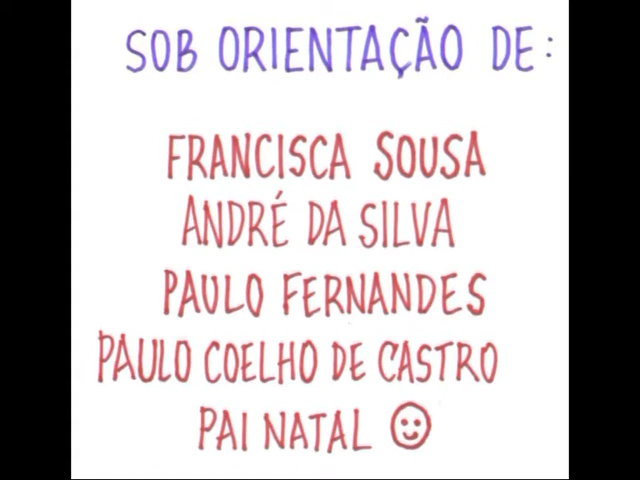 SOB ORIENTAÇÃO DE:
FRANCISCA SOUSA
ANDRÉ DA SILVA
PAULO FERNANDES
PAULO COELHO DE CASTRO
PAI NATAL ☺